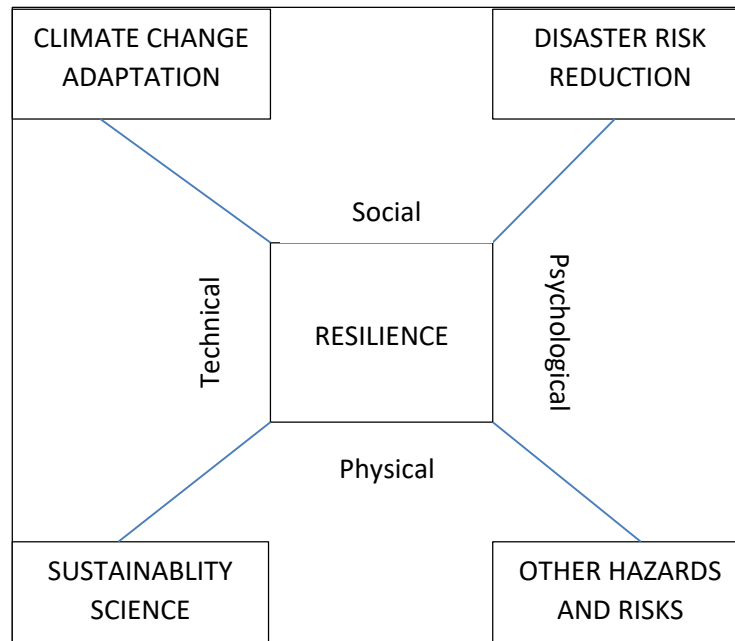 CLIMATE CHANGE
ADAPTATION
DISASTER RISK
REDUCTION
Social
Technical
RESILIENCE
Psychological
Physical
SUSTAINABLITY
SCIENCE
OTHER HAZARDS
AND RISKS